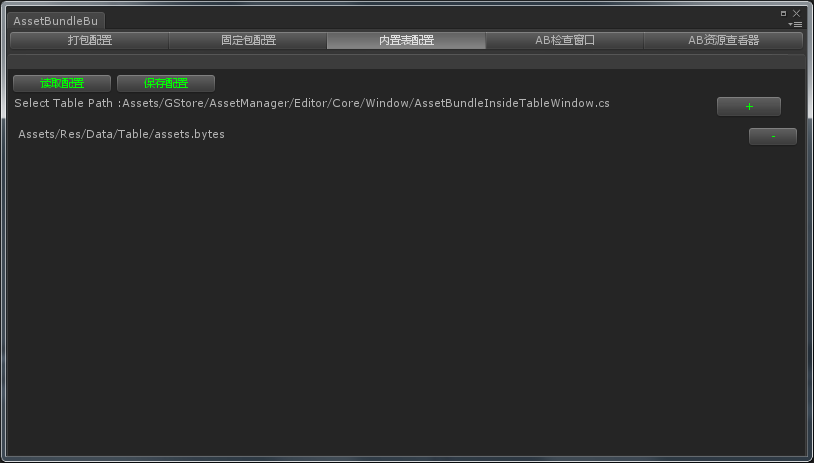 AssetBundleBu
打包配置 固定包配置 内置表配置 AB检查窗口 AB资源查看器
读取配置 保存配置
Select Table Path :Assets/GStore/AssetManager/Editor/Core/Window/AssetBundleInsideTableWindow.cs +
Assets/Res/Data/Table/assets.bytes -